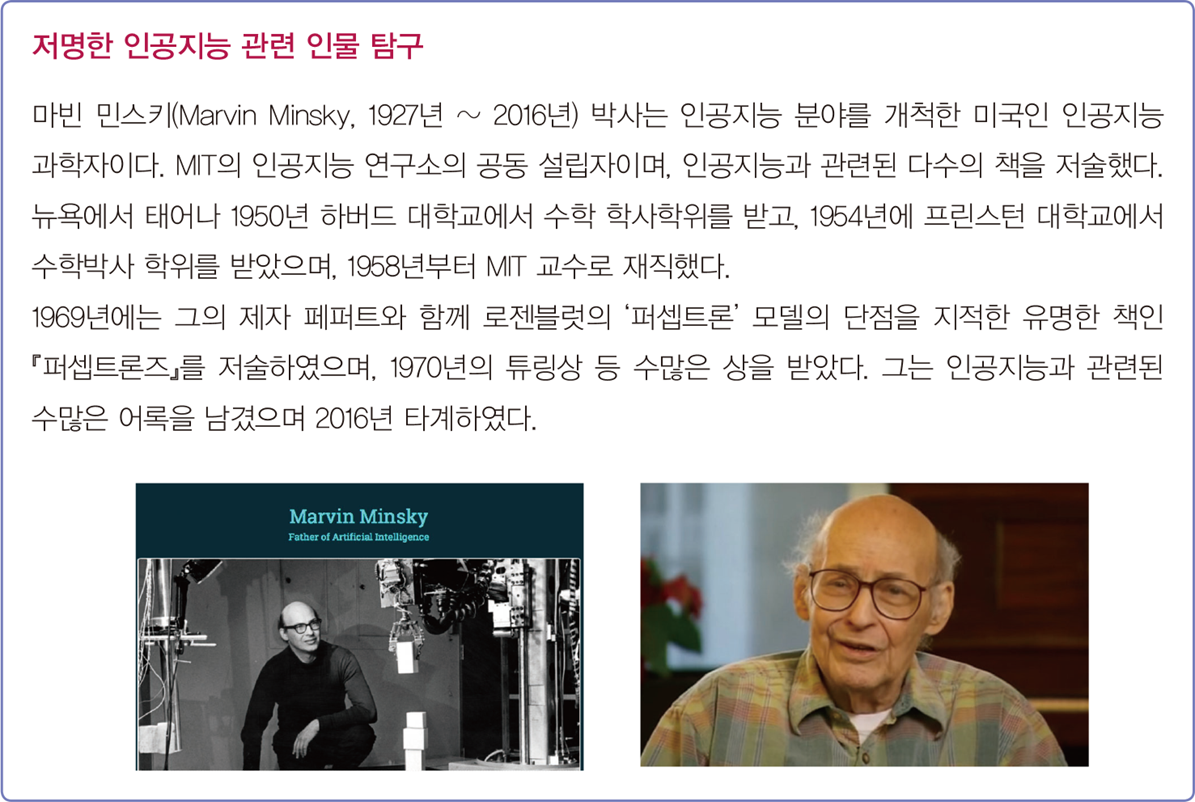 저명한 인공지능 관련 인물 탐구
마빈 민스키(Marvin Minsky, 1927년 ~ 2016년) 박사는 인공지능 분야를 개척한 미국인 인공지능
과학자이다. MIT의 인공지능 연구소의 공동 설립자이며, 인공지능과 관련된 다수의 책을 저술했다.
뉴욕에서 태어나 1950년 하버드 대학교에서 수학 학사학위를 받고, 1954년에 프린스턴 대학교에서
수학박사 학위를 받았으며, 1958년부터 MIT 교수로 재직했다.
1969년에는 그의 제자 페퍼트와 함께 로젠블럿의 ‘퍼셉트론’ 모델의 단점을 지적한 유명한 책인
『퍼셉트론즈』를 저술하였으며, 1970년의 튜링상 등 수많은 상을 받았다. 그는 인공지능과 관련된
수많은 어록을 남겼으며 2016년 타계하였다.
Marvin Minsky
Father of Artificial Intelligence